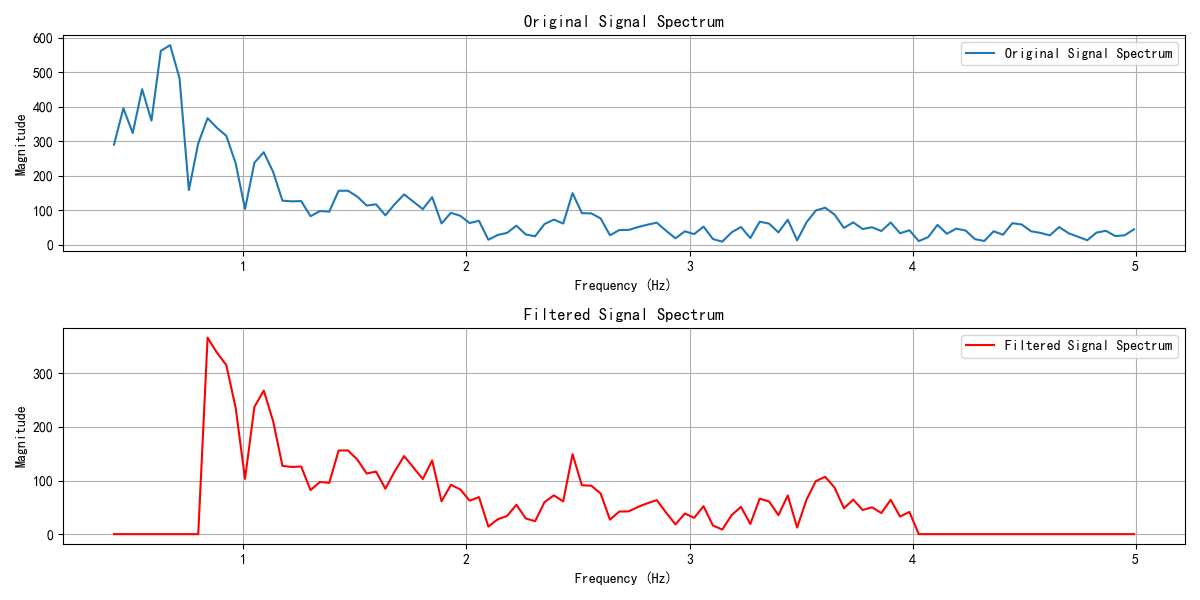 Original Signal Spectrum
600
500
400
300
200
100
0
Magnitude
Original Signal Spectrum
1
2
3
4
5
Frequency (Hz)
Filtered Signal Spectrum
300
200
100
0
Magnitude
Filtered Signal Spectrum
1
2
3
4
5
Frequency (Hz)